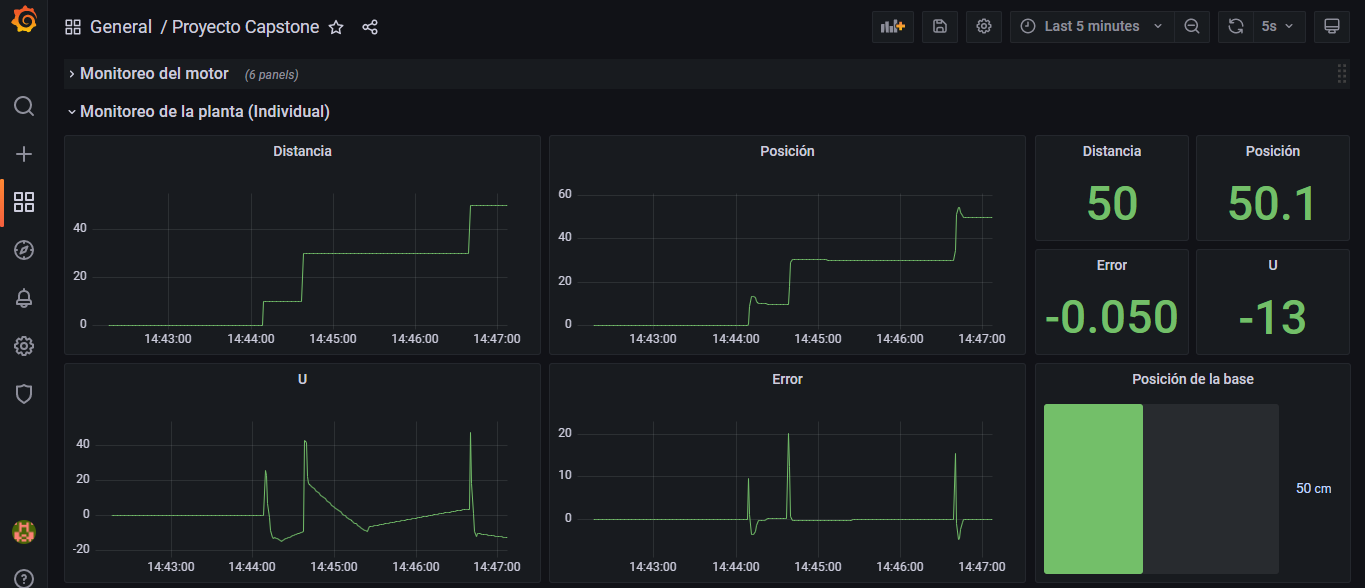 General / Proyecto Capstone
Last 5 minutes
5s
Monitoreo del motor (6 panels)
Monitoreo de la planta (Individual)
Distancia
40
20
0
14:43:00 14:44:00 14:45:00 14:46:00 14:47:00
Posición
60
40
20
0
14:43:00 14:44:00 14:45:00 14:46:00 14:47:00
Distancia
50
Posición
50.1
Error
-0.050
U
-13
U
40
20
0
-20
14:43:00 14:44:00 14:45:00 14:46:00 14:47:00
Error
20
10
0
14:43:00 14:44:00 14:45:00 14:46:00 14:47:00
Posición de la base
50 cm